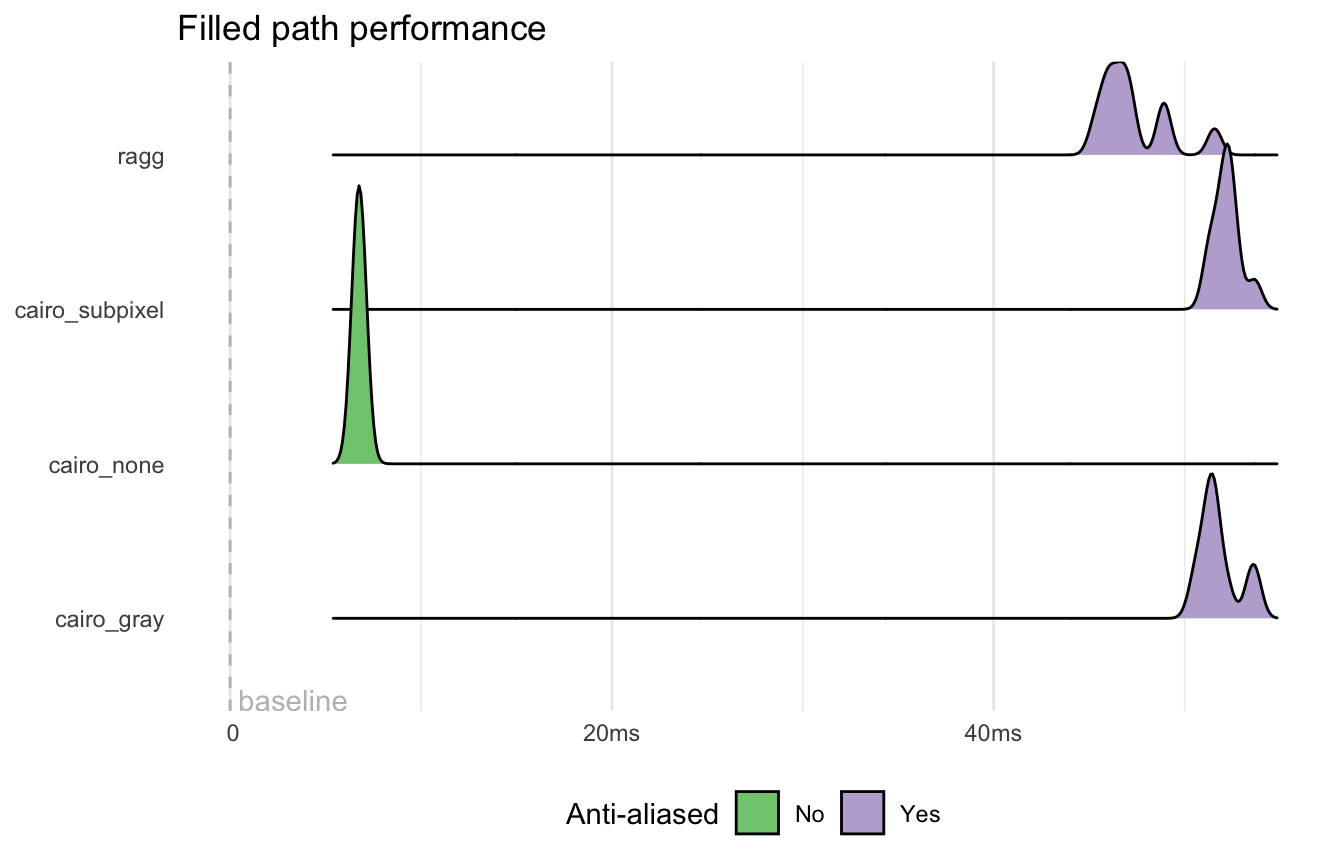 Filled path performance
ragg
cairo_subpixel
cairo_none
cairo_gray
baseline
0 20ms 40ms
Anti-aliased No Yes